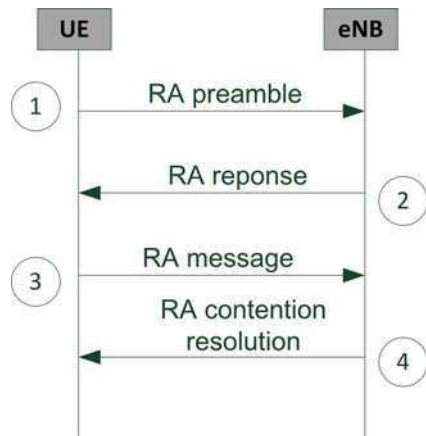 UE eNB
1 RA preamble
RA reponse 2
3 RA message
RA contention
resolution 4